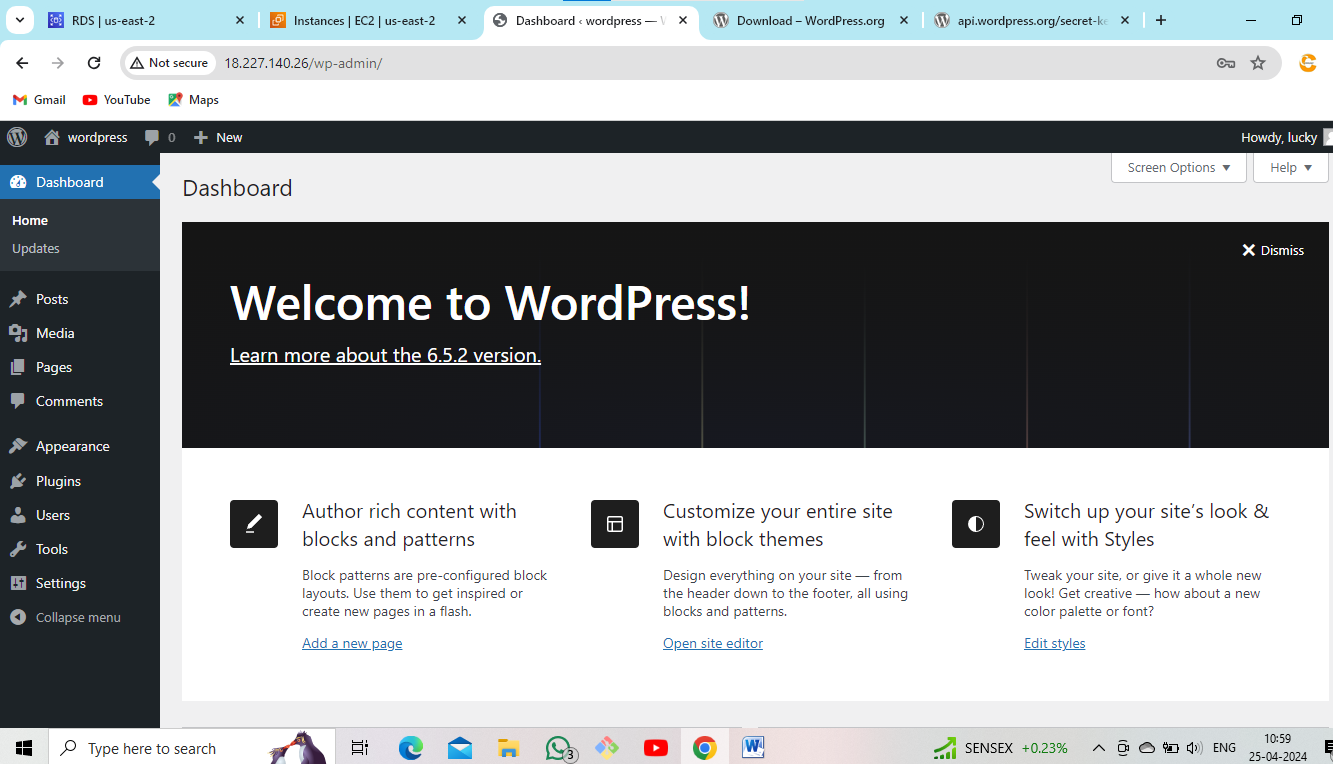 RDS | us-east-2
Instances | EC2 | us-east-2
Dashboard ‹ wordpress —
Download – WordPress.org
api.wordpress.org/secret-ke
Not secure
18.227.140.26/wp-admin/
Gmail
YouTube
Maps
wordpress
0
New
Howdy, lucky
Dashboard
Home
Updates
Posts
Media
Pages
Comments
Appearance
Plugins
Users
Tools
Settings
Collapse menu
Screen Options
Help
Dashboard
Dismiss
Welcome to WordPress!
Learn more about the 6.5.2 version.
Author rich content with
blocks and patterns
Block patterns are pre-configured block
layouts. Use them to get inspired or
create new pages in a flash.
Add a new page
Customize your entire site
with block themes
Design everything on your site — from
the header down to the footer, all using
blocks and patterns.
Open site editor
Switch up your site’s look &
feel with Styles
Tweak your site, or give it a whole new
look! Get creative — how about a new
color palette or font?
Edit styles
Type here to search
3
SENSEX +0.23%
ENG
10:59
25-04-2024